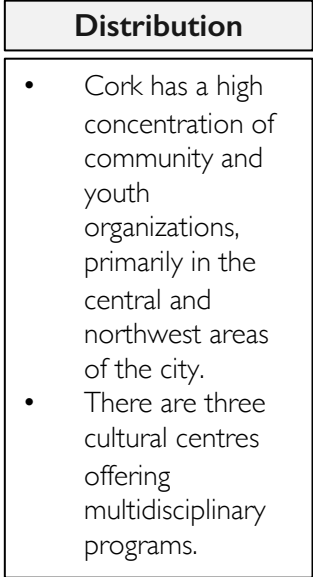 Distribution
• Cork has a high
concentration of
community and
youth
organizations,
primarily in the
central and
northwest areas
of the city.
• There are three
cultural centres
offering
multidisciplinary
programs.